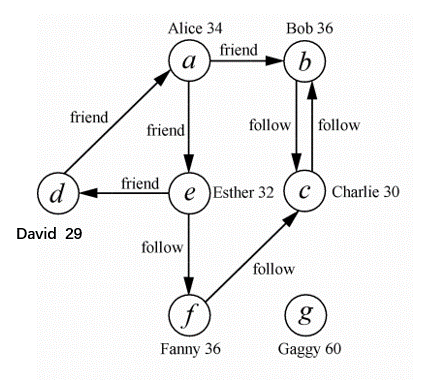 Alice 34
Bob 36
a
friend
b
friend
friend
follow
follow
d
friend
e
Esther 32
c
Charlie 30
David 29
follow
follow
f
g
Fanny 36
Gaggy 60